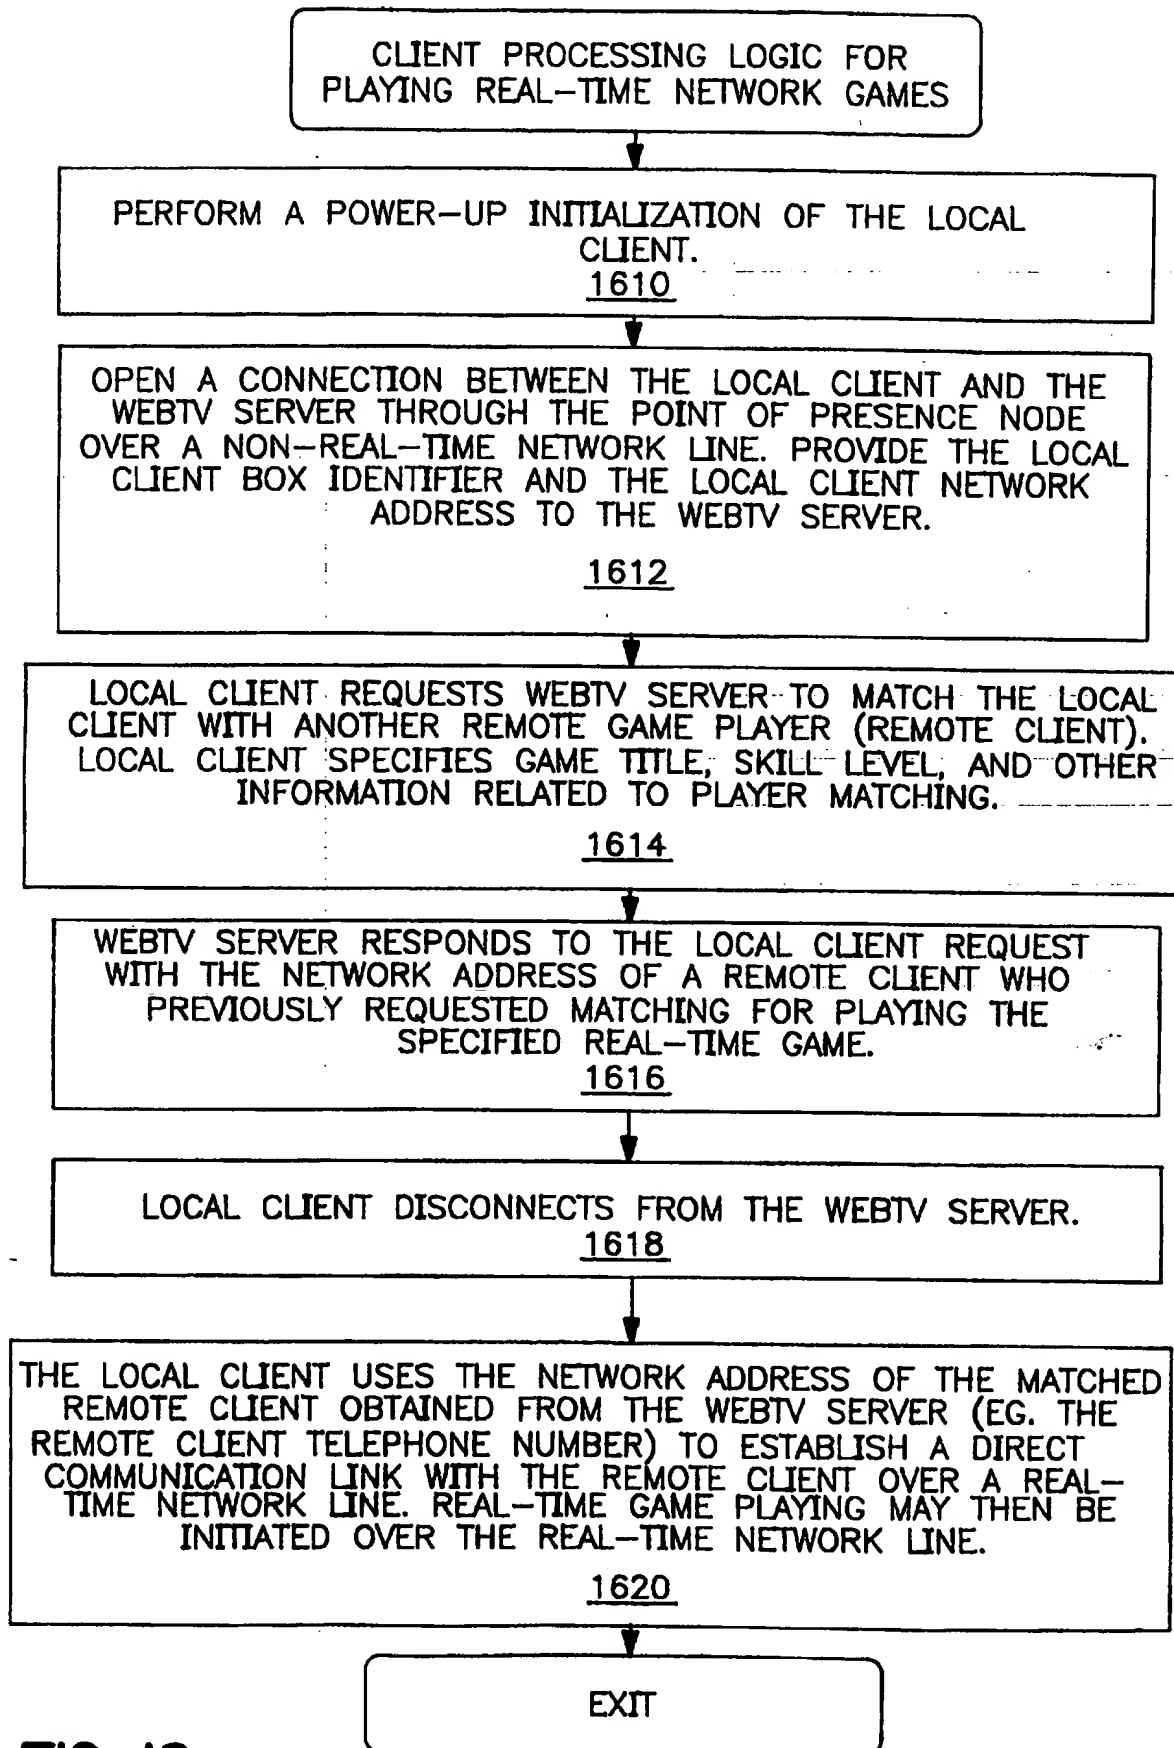 CLIENT PROCESSING LOGIC FOR
PLAYING REAL-TIME NETWORK GAMES
PERFORM A POWER-UP INITIALIZATION OF THE LOCAL
CLIENT.
1610
OPEN A CONNECTION BETWEEN THE LOCAL CLIENT AND THE
WEBTV SERVER THROUGH THE POINT OF PRESENCE NODE
OVER A NON-REAL-TIME NETWORK LINE. PROVIDE THE LOCAL
CLIENT BOX IDENTIFIER AND THE LOCAL CLIENT NETWORK
ADDRESS TO THE WEBTV SERVER.
1612
LOCAL CLIENT REQUESTS WEBTV SERVER TO MATCH THE LOCAL
CLIENT WITH ANOTHER REMOTE GAME PLAYER (REMOTE CLIENT).
LOCAL CLIENT SPECIFIES GAME TITLE, SKILL LEVEL, AND OTHER
INFORMATION RELATED TO PLAYER MATCHING.
1614
WEBTV SERVER RESPONDS TO THE LOCAL CLIENT REQUEST
WITH THE NETWORK ADDRESS OF A REMOTE CLIENT WHO
PREVIOUSLY REQUESTED MATCHING FOR PLAYING THE
SPECIFIED REAL-TIME GAME.
1616
LOCAL CLIENT DISCONNECTS FROM THE WEBTV SERVER.
1618
THE LOCAL CLIENT USES THE NETWORK ADDRESS OF THE MATCHED
REMOTE CLIENT OBTAINED FROM THE WEBTV SERVER (EG. THE
REMOTE CLIENT TELEPHONE NUMBER) TO ESTABLISH A DIRECT
COMMUNICATION LINK WITH THE REMOTE CLIENT OVER A REAL-
TIME NETWORK LINE. REAL-TIME GAME PLAYING MAY THEN BE
INITIATED OVER THE REAL-TIME NETWORK LINE.
1620
EXIT